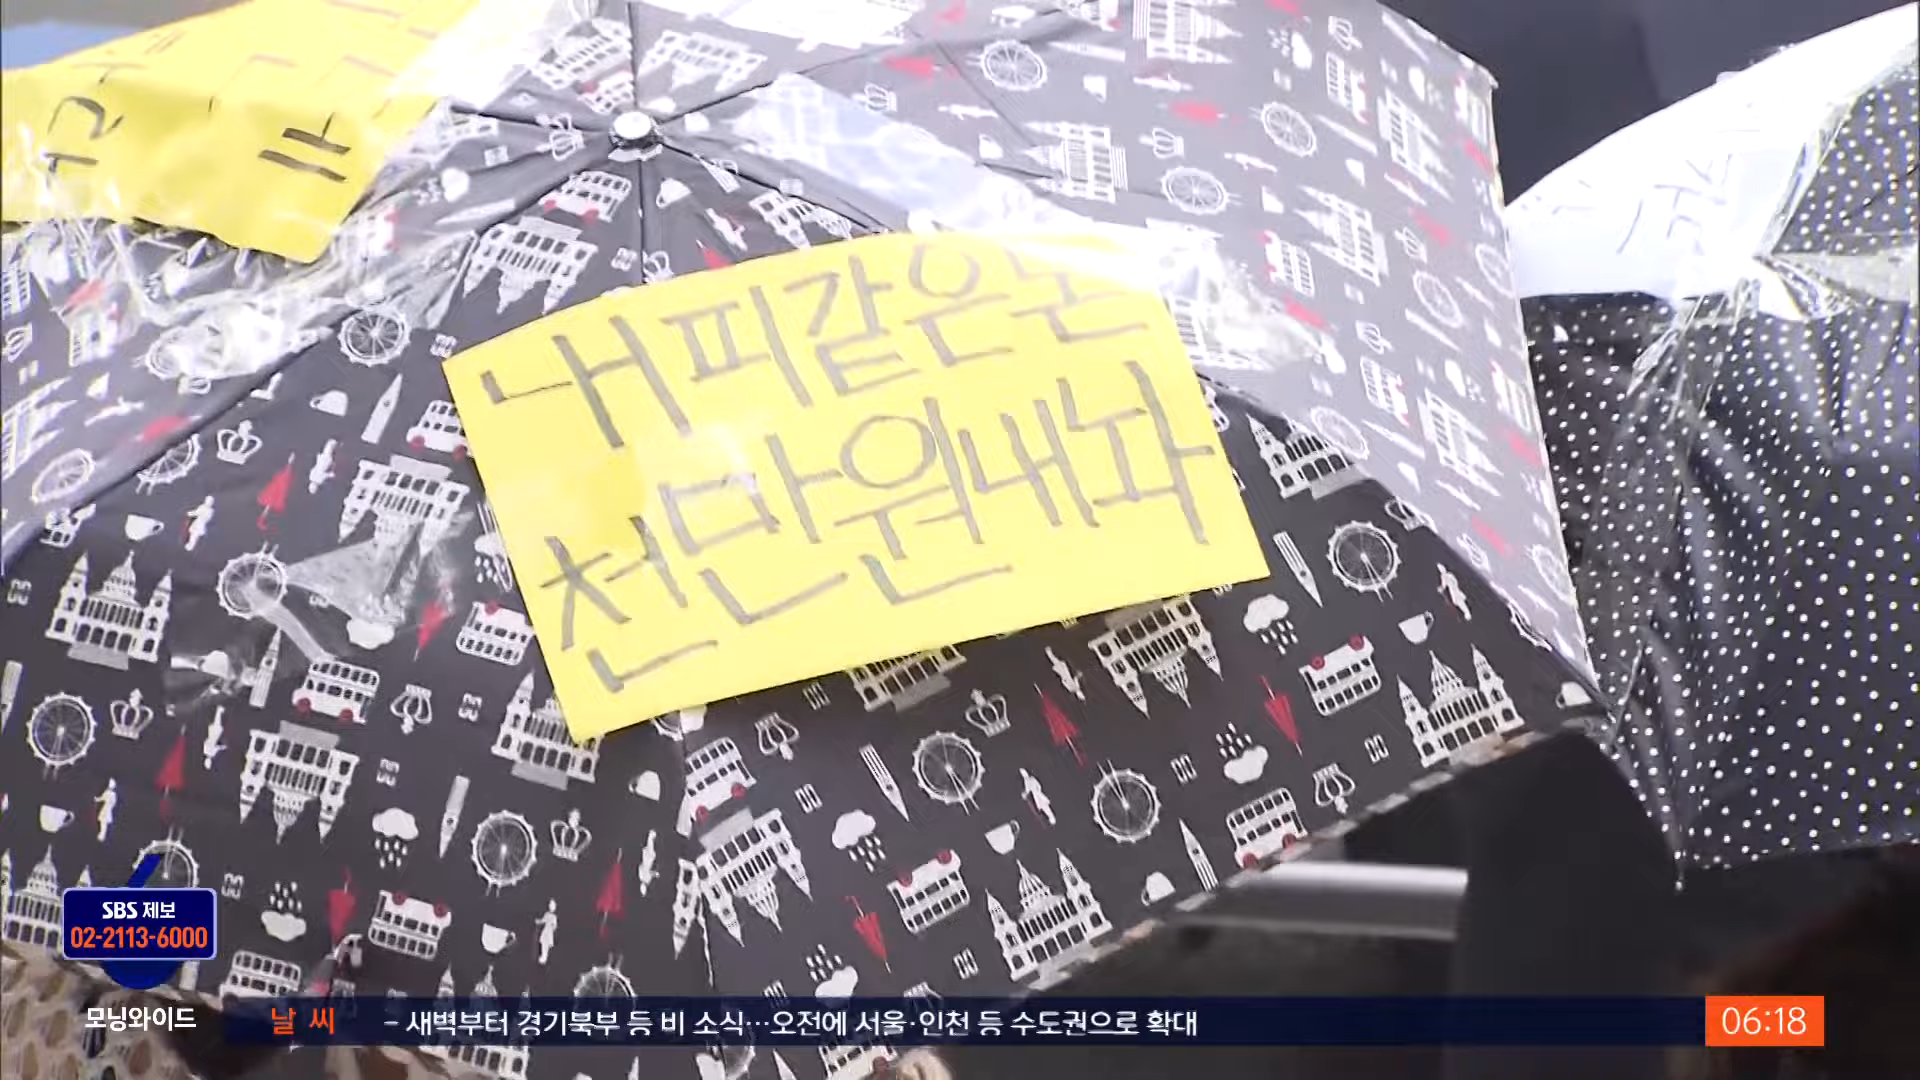 내피같은돈
천만원내놔
SBS 제보
02-2113-6000
모닝와이드
날 씨
- 새벽부터 경기북부 등 비 소식…오전에 서울·인천 등 수도권으로 확대
06:18